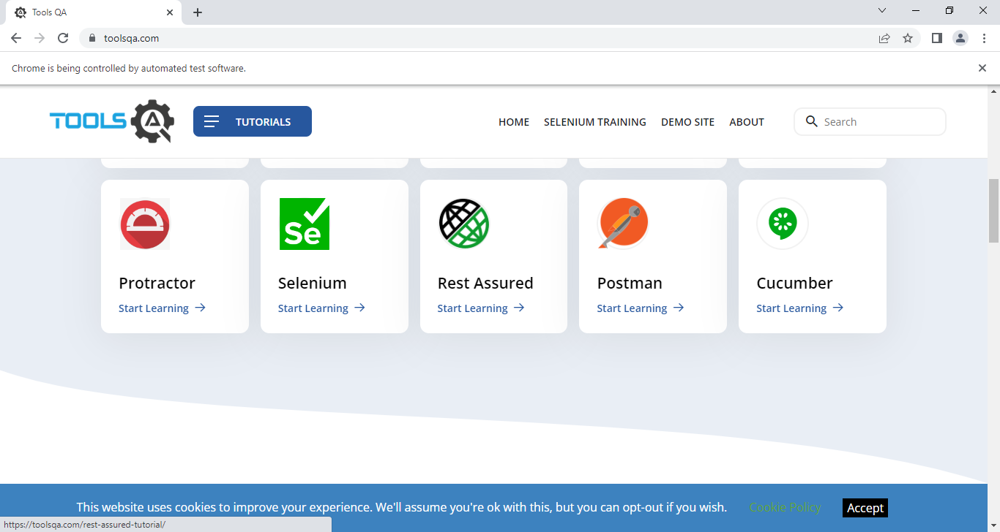 Tools QA
toolsqa.com
Chrome is being controlled by automated test software.
TOOLS QA
TUTORIALS
HOME SELENIUM TRAINING DEMO SITE ABOUT
Search
Se
Protractor Selenium Rest Assured Postman Cucumber
Start Learning Start Learning Start Learning Start Learning Start Learning
This website uses cookies to improve your experience. We'll assume you're ok with this, but you can opt-out if you wish. Cookie Policy Accept
https://toolsqa.com/rest-assured-tutorial/